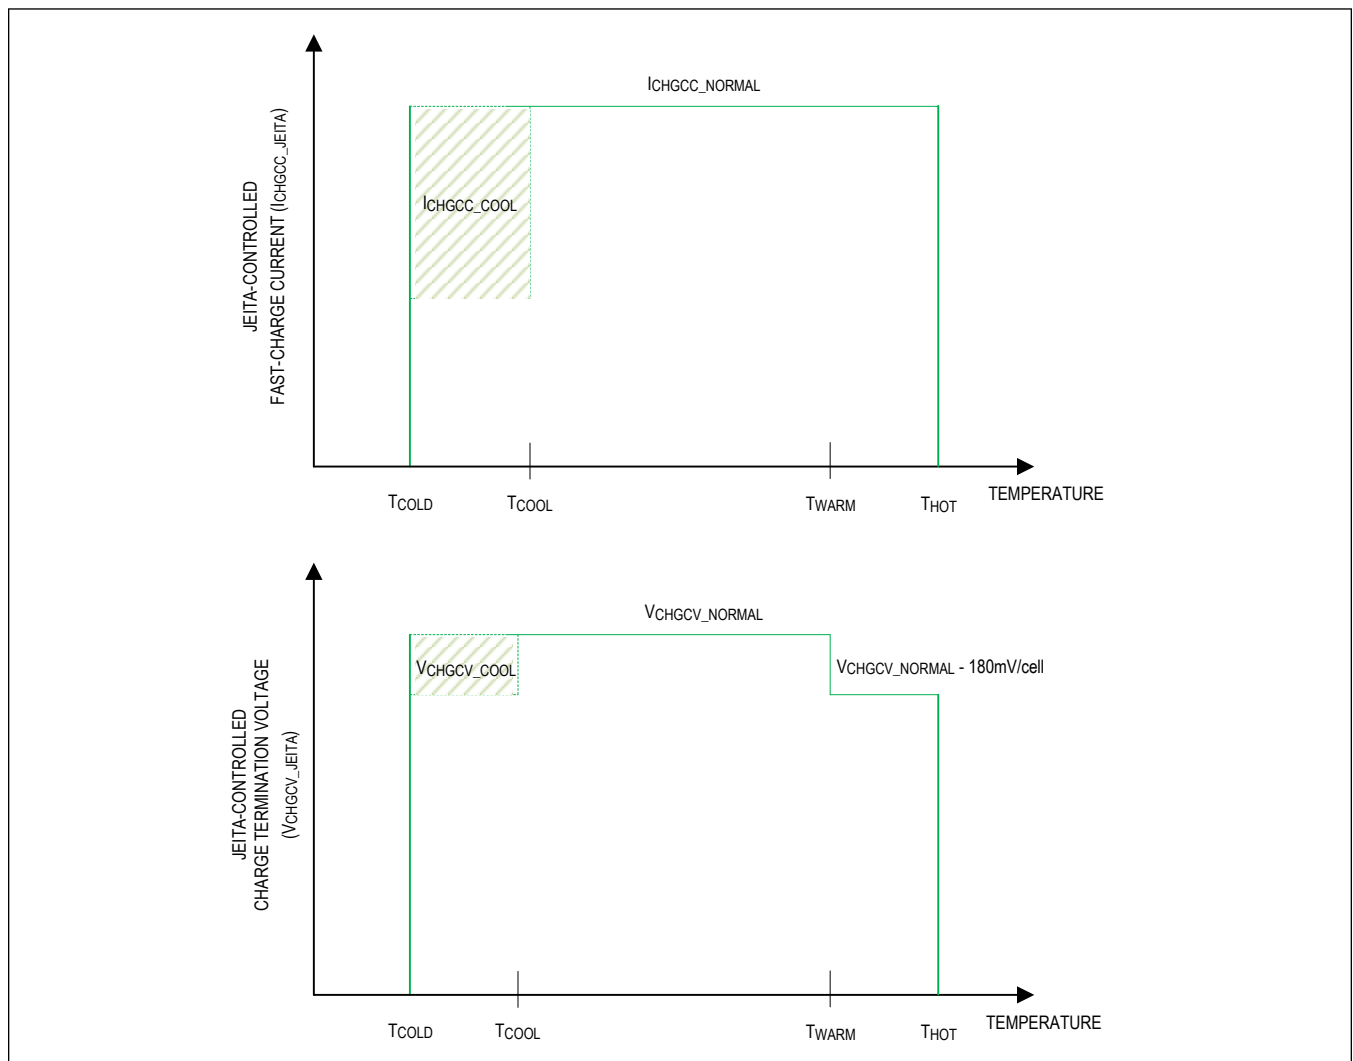 ICHGCC_NORMAL
JEITA-CONTROLLED
FAST-CHARGE CURRENT (ICHGCC_JEITA)
ICHGCC_COOL
TCOLD
TCOOL
TWARM
THOT
TEMPERATURE
VCHGCV_NORMAL
VCHGCV_COOL
VCHGCV_NORMAL - 180mV/cell
JEITA-CONTROLLED
CHARGE TERMINATION VOLTAGE
(VCHGCV_JEITA)
TCOLD
TCOOL
TWARM
THOT
TEMPERATURE